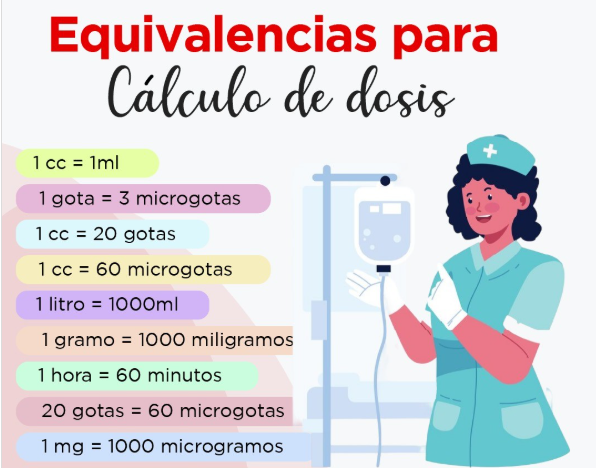 Equivalencias para
Cálculo de dosis
1 cc = 1ml
1 gota = 3 microgotas
1 cc = 20 gotas
1 cc = 60 microgotas
1 litro = 1000ml
1 gramo = 1000 miligramos
1 hora = 60 minutos
20 gotas = 60 microgotas
1 mg = 1000 microgramos